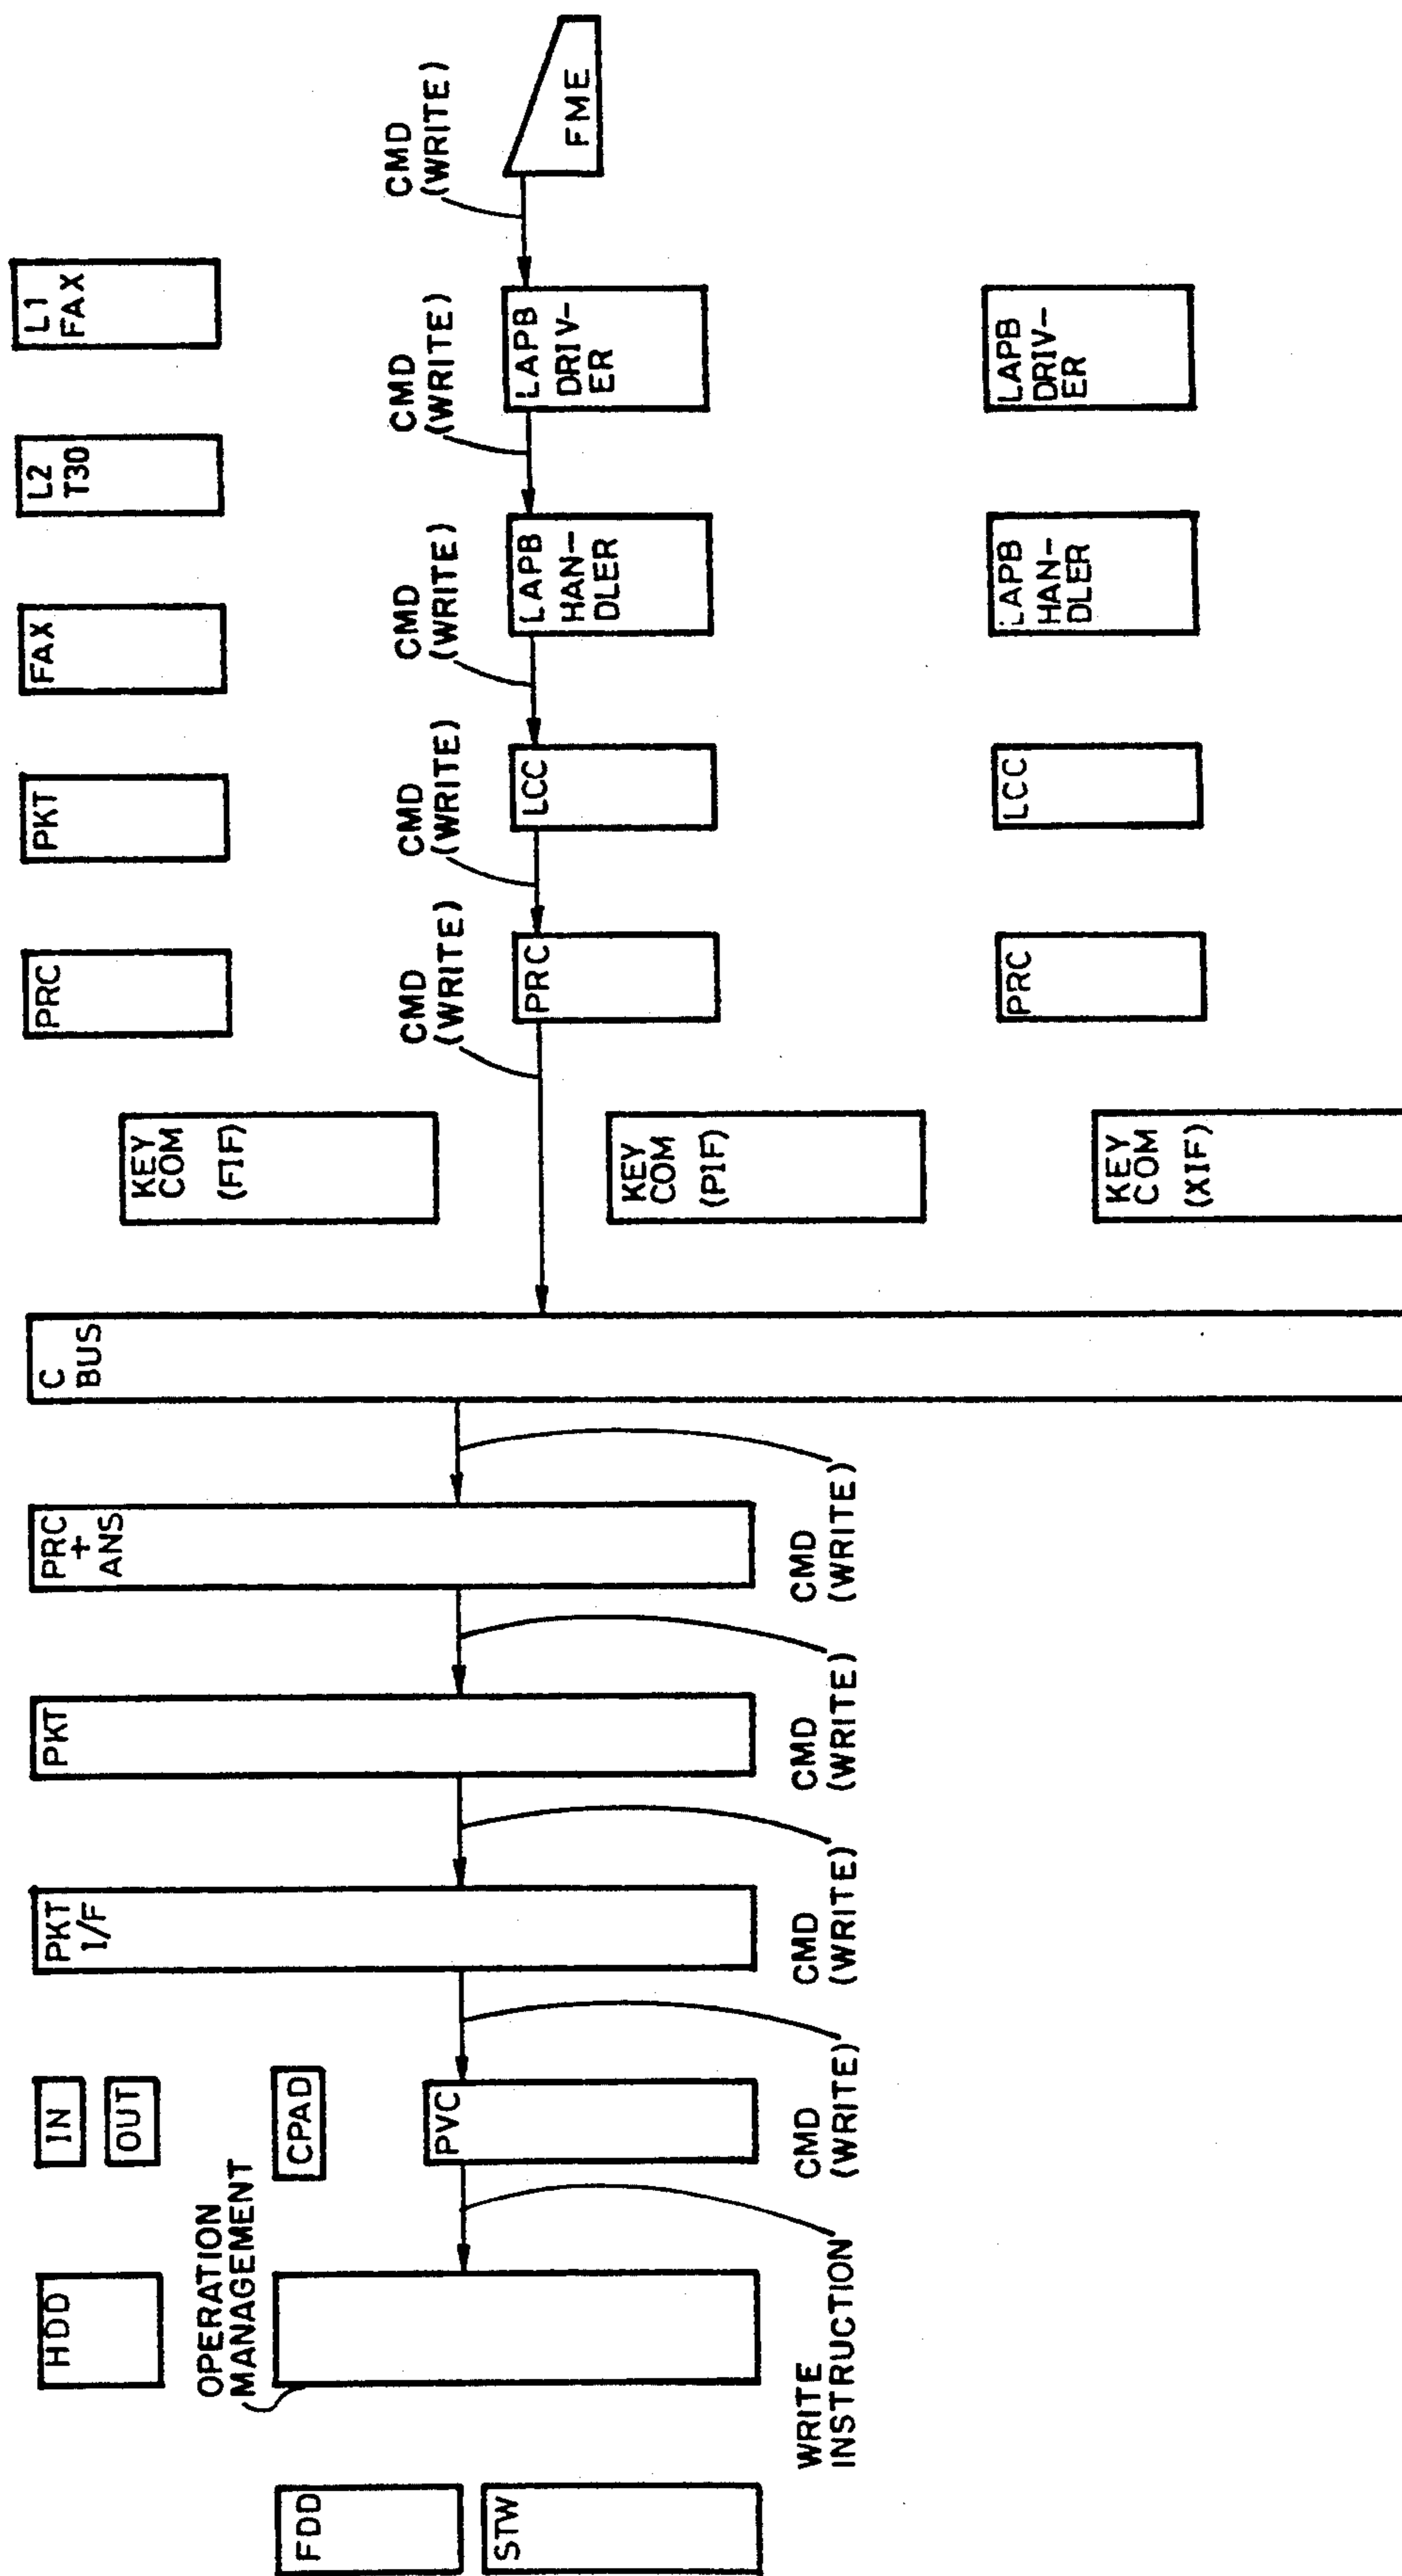 L1
FAX
L2
T30
FAX
PKT
PRC
CMD
(WRITE)
FME
CMD
(WRITE)
LAPB
DRIV-
ER
CMD
(WRITE)
LAPB
HAN-
DLER
CMD
(WRITE)
LCC
CMD
(WRITE)
PRC
LAPB
DRIV-
ER
LAPB
HAN-
DLER
LCC
PRC
KEY
COM
(FIF)
KEY
COM
(PIF)
KEY
COM
(XIF)
C
BUS
PRC
+
ANS
CMD
(WRITE)
PKT
CMD
(WRITE)
PKT
I/F
CMD
(WRITE)
IN
OUT
CPAD
PVC
CMD
(WRITE)
HDD
OPERATION
MANAGEMENT
WRITE
INSTRUCTION
FDD
STW